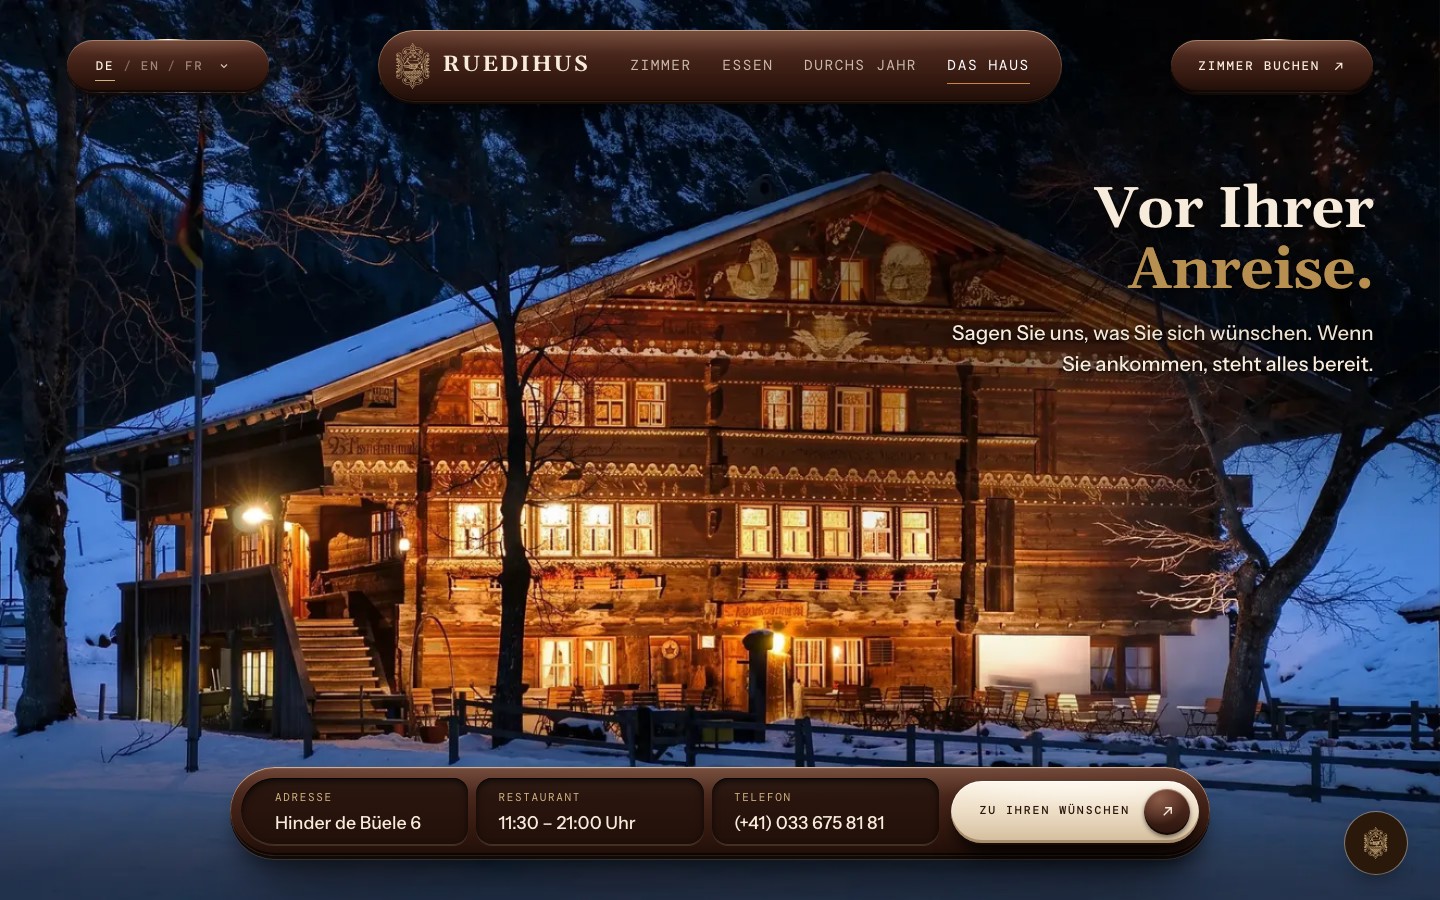 DE / EN / FR
RUEDIHUS
ZIMMER
ESSEN
DURCHS JAHR
DAS HAUS
ZIMMER BUCHEN
Vor Ihrer
Anreise.
Sagen Sie uns, was Sie sich wünschen. Wenn
Sie ankommen, steht alles bereit.
ADRESSE
Hinder de Büele 6
RESTAURANT
11:30 – 21:00 Uhr
TELEFON
(+41) 033 675 81 81
ZU IHREN WÜNSCHEN